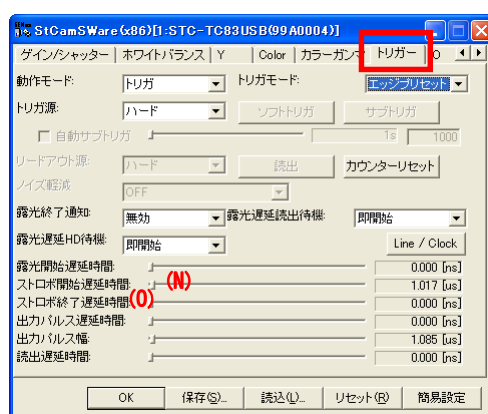 StCamSWare(x86)[1:STC-TC83USB(99A0004)]
ゲイン/シャッター ホワイトバランス Y Color カラーガンマ トリガー IO
動作モード: トリガ トリガモード: エッジプリセット
トリガ源: ハード ソフトトリガ サブトリガ
自動サブトリガ 1s 1000
リードアウト源: ハード 読出 カウンターリセット
ノイズ軽減 OFF
露光終了通知: 無効 露光遅延読出待機: 即開始
露光遅延HD待機: 即開始 Line / Clock
露光開始遅延時間: 0.000 [ns]
ストロボ開始遅延時間: (N) 1.017 [us]
ストロボ終了遅延時間: (O) 0.000 [ns]
出力パルス遅延時間: 0.000 [ns]
出力パルス幅: 1.085 [us]
読出遅延時間: 0.000 [ns]
OK 保存(S)... 読込(L)... リセット(R) 簡易設定